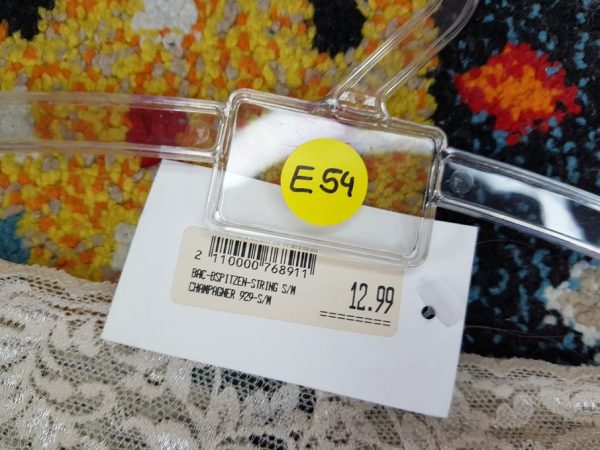 E54
2 110000 768911
BAC-BSPITZEN-STRING S/M
CHAMPAGNER 929-S/M
12.99